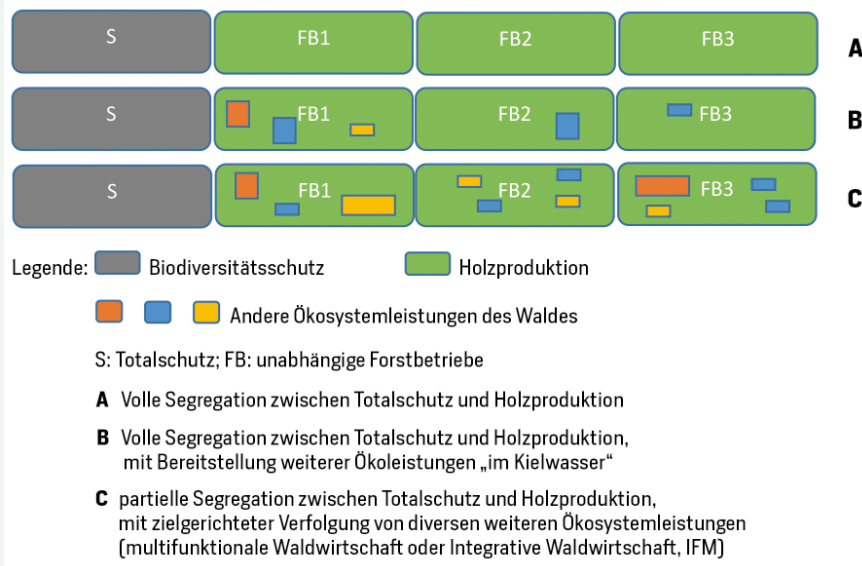 S FB1 FB2 FB3 A
S FB1 FB2 FB3 B
S FB1 FB2 FB3 C
Legende: Biodiversitätsschutz Holzproduktion
Andere Ökosystemleistungen des Waldes
S: Totalschutz; FB: unabhängige Forstbetriebe
A Volle Segregation zwischen Totalschutz und Holzproduktion
B Volle Segregation zwischen Totalschutz und Holzproduktion,
mit Bereitstellung weiterer Ökoleistungen „im Kielwasser“
C partielle Segregation zwischen Totalschutz und Holzproduktion,
mit zielgerichteter Verfolgung von diversen weiteren Ökosystemleistungen
(multifunktionale Waldwirtschaft oder Integrative Waldwirtschaft, IFM)